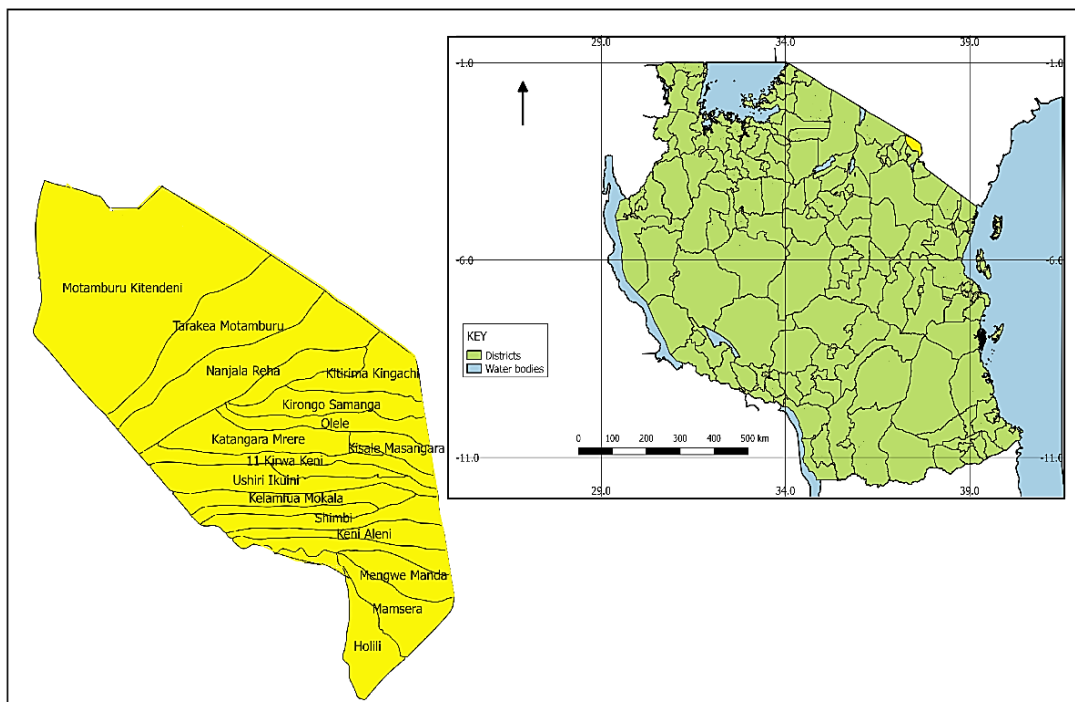 29.0 34.0 39.0
-1.0 -1.0
-6.0 -6.0
-11.0 -11.0
29.0 34.0 39.0
KEY
Districts
Water bodies
0 100 200 300 400 500 km
Motamburu Kitendeni
Tarakea Motamburu
Nanjala Reha
Kitirima Kingachi
Kirongo Samanga
Olele
Katangara Mrere
Kisale Masangara
11 Kirwa Keni
Ushiri Ikuini
Kelamfua Mokala
Shimbi
Keni Aleni
Mengwe Manda
Mamsera
Holili